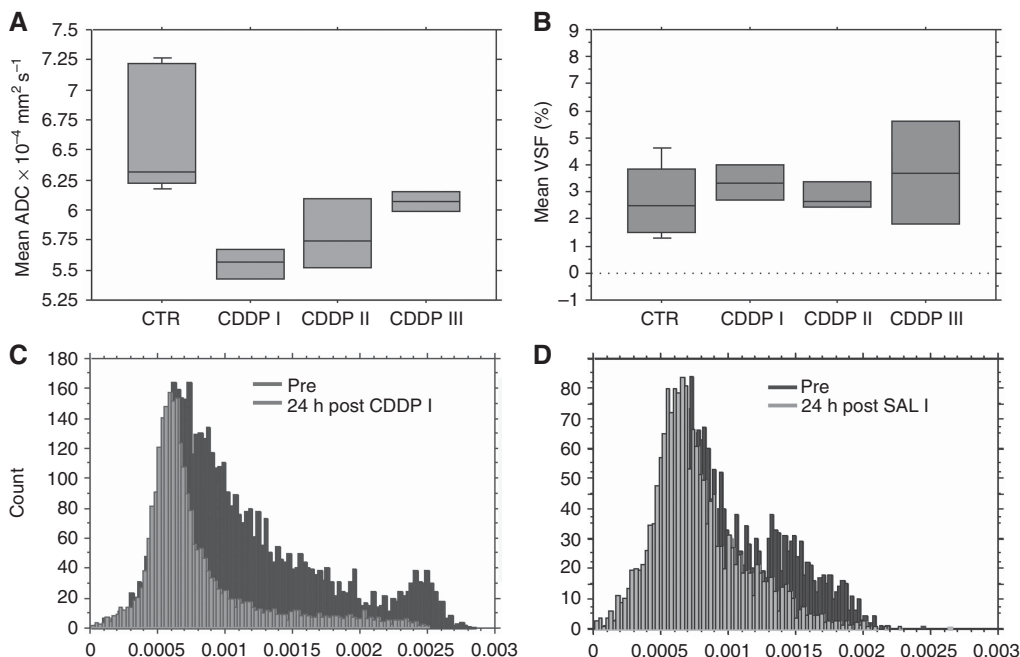 A
Mean ADC × 10⁻⁴ mm² s⁻¹
7.5
7.25
7
6.75
6.5
6.25
6
5.75
5.5
5.25
CTR CDDP I CDDP II CDDP III
B
Mean VSF (%)
9
8
7
6
5
4
3
2
1
0
–1
CTR CDDP I CDDP II CDDP III
C
Count
180
160
140
120
100
80
60
40
20
0
Pre
24 h post CDDP I
0 0.0005 0.001 0.0015 0.002 0.0025 0.003
D
80
70
60
50
40
30
20
10
0
Pre
24 h post SAL I
0 0.0005 0.001 0.0015 0.002 0.0025 0.003